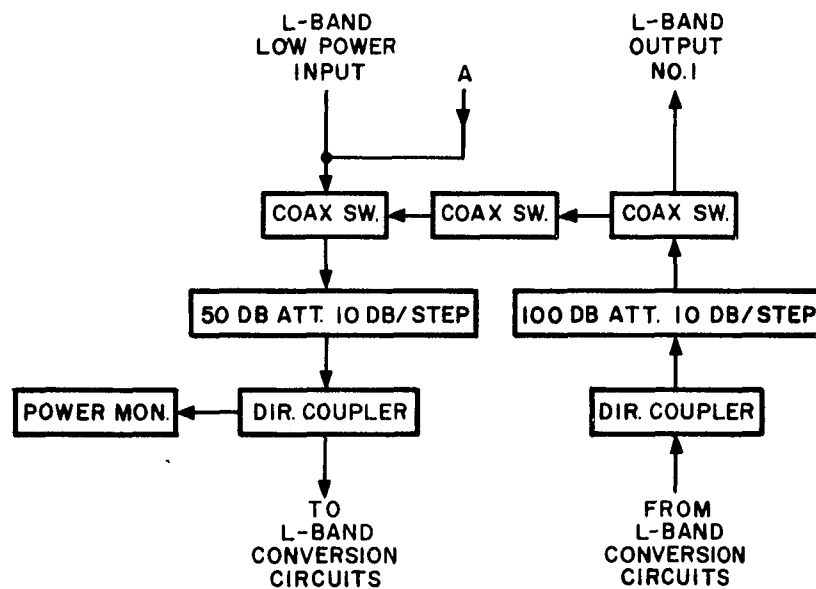 L-BAND
LOW POWER
INPUT
A
L-BAND
OUTPUT
NO.1
COAX SW.
COAX SW.
COAX SW.
50 DB ATT. 10 DB/STEP
100 DB ATT. 10 DB/STEP
POWER MON.
DIR. COUPLER
DIR. COUPLER
TO
L-BAND
CONVERSION
CIRCUITS
FROM
L-BAND
CONVERSION
CIRCUITS